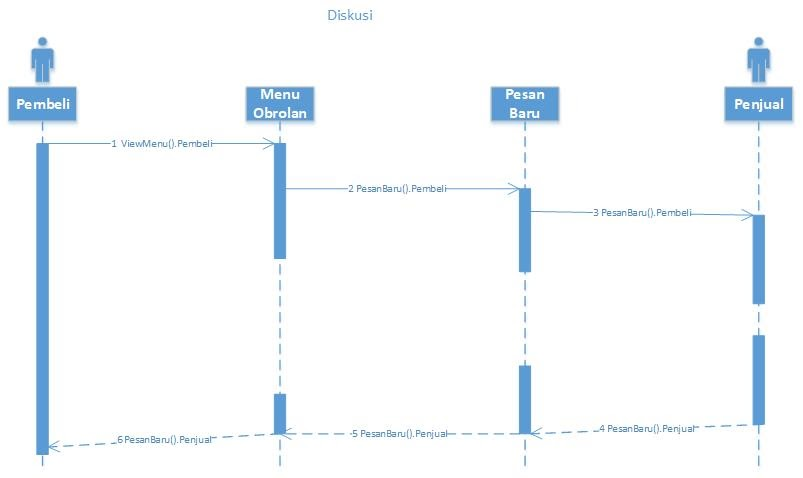 Diskusi
Pembeli
Menu
Obrolan
Pesan
Baru
Penjual
1 ViewMenu().Pembeli
2 PesanBaru().Pembeli
3 PesanBaru().Pembeli
4 PesanBaru().Penjual
5 PesanBaru().Penjual
6 PesanBaru().Penjual